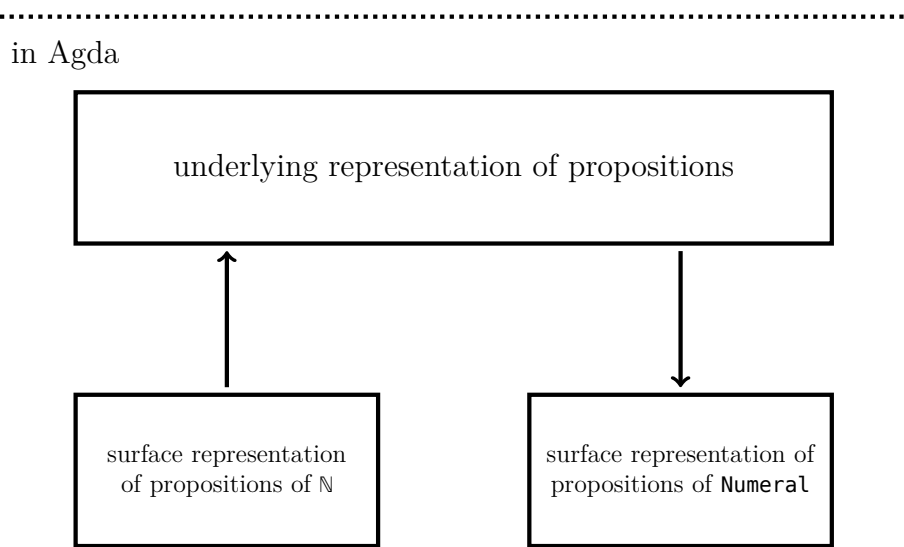 in Agda
underlying representation of propositions
surface representation
of propositions of ℕ
surface representation of
propositions of Numeral